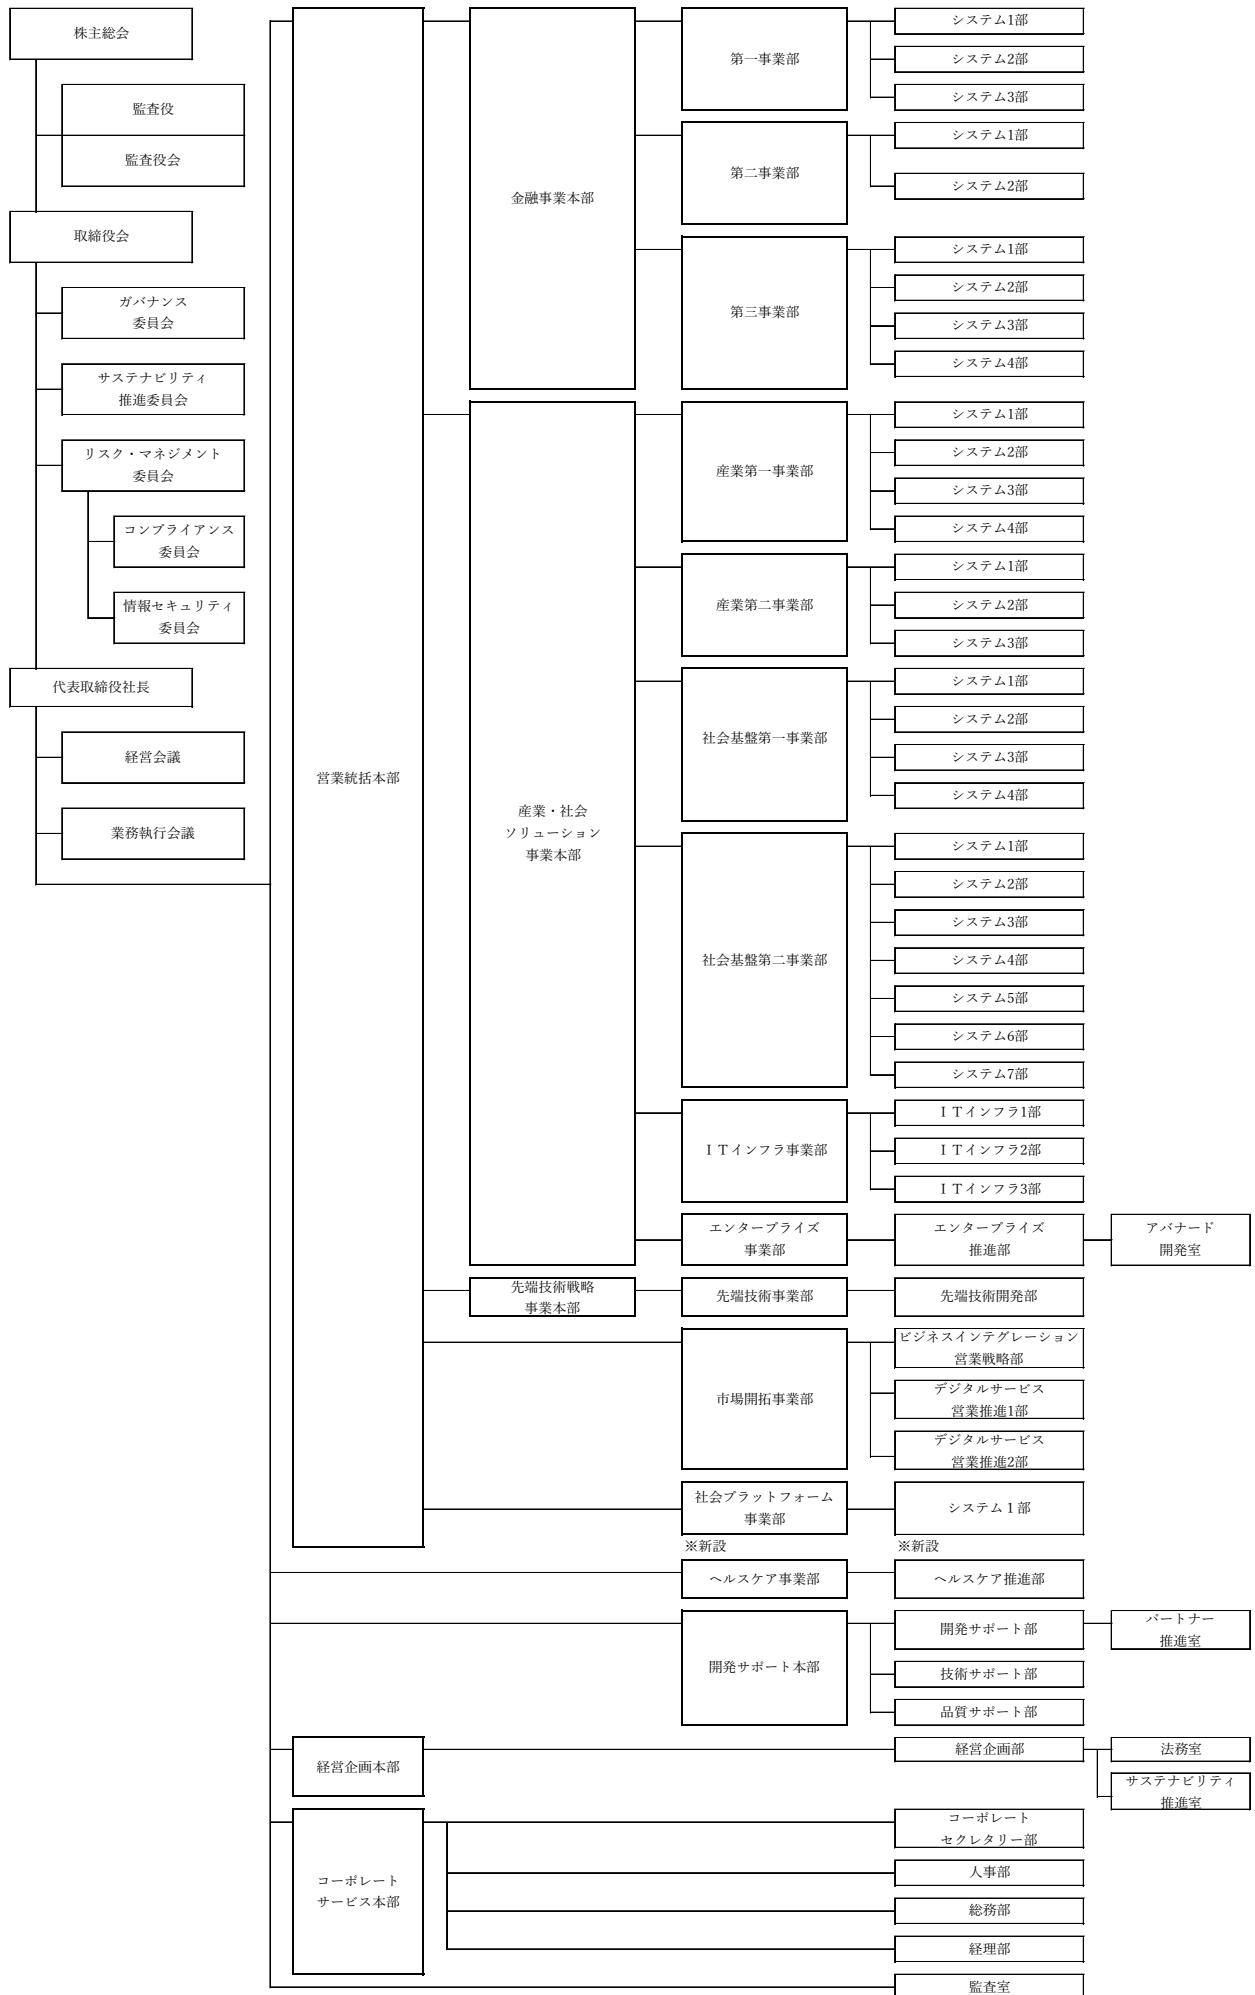 株主総会
監査役
監査役会
取締役会
ガバナンス
委員会
サステナビリティ
推進委員会
リスク・マネジメント
委員会
コンプライアンス
委員会
情報セキュリティ
委員会
代表取締役社長
経営会議
業務執行会議
営業統括本部
金融事業本部
第一事業部
システム1部
システム2部
システム3部
第二事業部
システム1部
システム2部
第三事業部
システム1部
システム2部
システム3部
システム4部
産業・社会
ソリューション
事業本部
産業第一事業部
システム1部
システム2部
システム3部
システム4部
産業第二事業部
システム1部
システム2部
システム3部
社会基盤第一事業部
システム1部
システム2部
システム3部
システム4部
社会基盤第二事業部
システム1部
システム2部
システム3部
システム4部
システム5部
システム6部
システム7部
ＩＴインフラ事業部
ＩＴインフラ1部
ＩＴインフラ2部
ＩＴインフラ3部
エンタープライズ
事業部
エンタープライズ
推進部
アバナード
開発室
先端技術戦略
事業本部
先端技術事業部
先端技術開発部
市場開拓事業部
ビジネスインテグレーション
営業戦略部
デジタルサービス
営業推進1部
デジタルサービス
営業推進2部
社会プラットフォーム
事業部
システム１部
※新設
※新設
ヘルスケア事業部
ヘルスケア推進部
開発サポート本部
開発サポート部
パートナー
推進室
技術サポート部
品質サポート部
経営企画本部
経営企画部
法務室
サステナビリティ
推進室
コーポレート
サービス本部
コーポレート
セクレタリー部
人事部
総務部
経理部
監査室